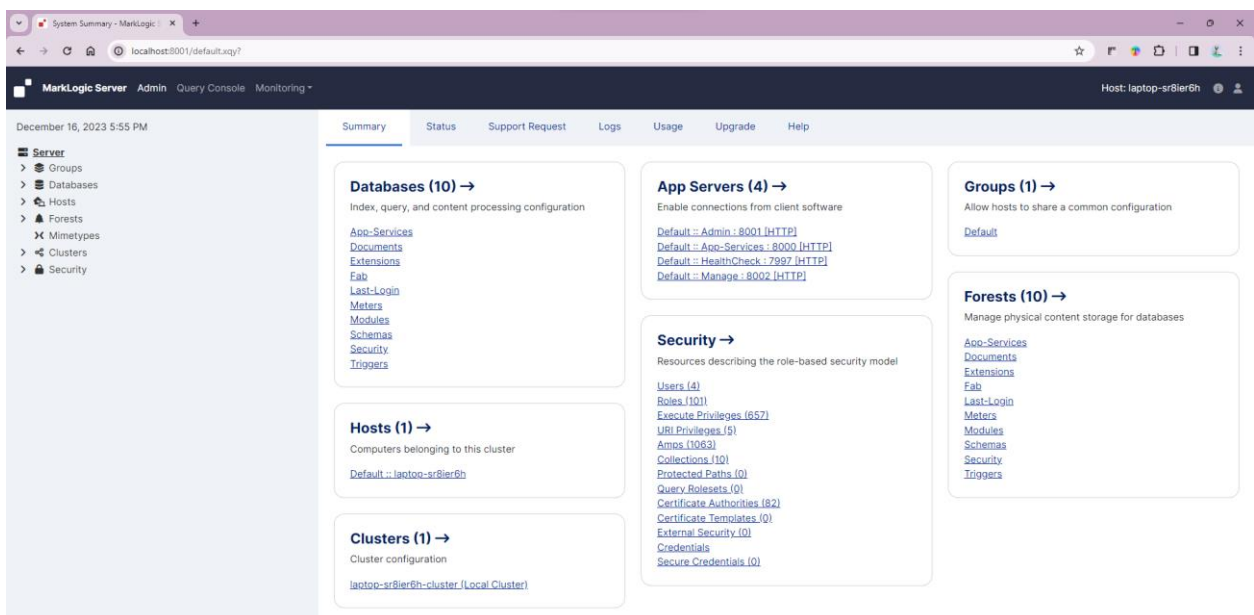 System Summary - MarkLogic S
localhost:8001/default.xqy?
MarkLogic Server Admin Query Console Monitoring
Host: laptop-sr8ier6h
December 16, 2023 5:55 PM
Server
Groups
Databases
Hosts
Forests
Mimetypes
Clusters
Security
Summary Status Support Request Logs Usage Upgrade Help
Databases (10) →
Index, query, and content processing configuration
App-Services
Documents
Extensions
Fab
Last-Login
Meters
Modules
Schemas
Security
Triggers
Hosts (1) →
Computers belonging to this cluster
Default :: laptop-sr8ier6h
Clusters (1) →
Cluster configuration
laptop-sr8ier6h-cluster (Local Cluster)
App Servers (4) →
Enable connections from client software
Default :: Admin : 8001 [HTTP]
Default :: App-Services : 8000 [HTTP]
Default :: HealthCheck : 7997 [HTTP]
Default :: Manage : 8002 [HTTP]
Security →
Resources describing the role-based security model
Users (4)
Roles (101)
Execute Privileges (657)
URI Privileges (5)
Amps (1063)
Collections (10)
Protected Paths (0)
Query Rolesets (0)
Certificate Authorities (82)
Certificate Templates (0)
External Security (0)
Credentials
Secure Credentials (0)
Groups (1) →
Allow hosts to share a common configuration
Default
Forests (10) →
Manage physical content storage for databases
App-Services
Documents
Extensions
Fab
Last-Login
Meters
Modules
Schemas
Security
Triggers